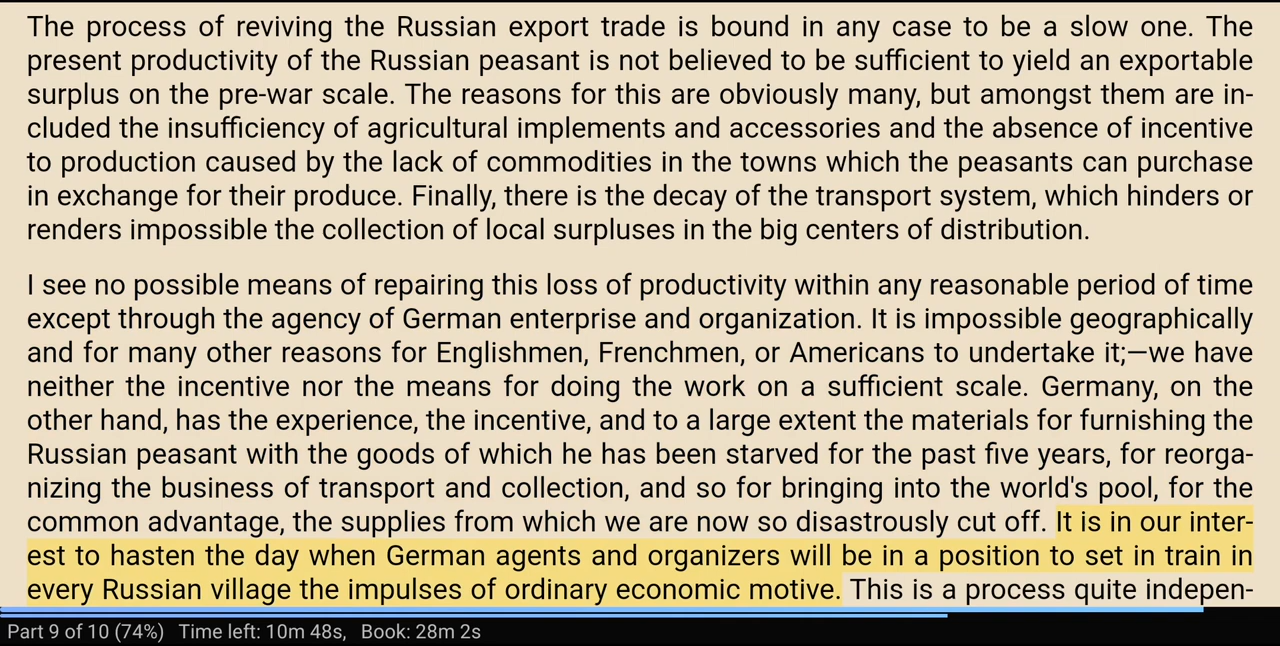 The process of reviving the Russian export trade is bound in any case to be a slow one. The
present productivity of the Russian peasant is not believed to be sufficient to yield an exportable
surplus on the pre-war scale. The reasons for this are obviously many, but amongst them are in-
cluded the insufficiency of agricultural implements and accessories and the absence of incentive
to production caused by the lack of commodities in the towns which the peasants can purchase
in exchange for their produce. Finally, there is the decay of the transport system, which hinders or
renders impossible the collection of local surpluses in the big centers of distribution.
I see no possible means of repairing this loss of productivity within any reasonable period of time
except through the agency of German enterprise and organization. It is impossible geographically
and for many other reasons for Englishmen, Frenchmen, or Americans to undertake it;—we have
neither the incentive nor the means for doing the work on a sufficient scale. Germany, on the
other hand, has the experience, the incentive, and to a large extent the materials for furnishing the
Russian peasant with the goods of which he has been starved for the past five years, for reorga-
nizing the business of transport and collection, and so for bringing into the world's pool, for the
common advantage, the supplies from which we are now so disastrously cut off. It is in our inter-
est to hasten the day when German agents and organizers will be in a position to set in train in
every Russian village the impulses of ordinary economic motive. This is a process quite indepen-
Part 9 of 10 (74%) Time left: 10m 48s, Book: 28m 2s